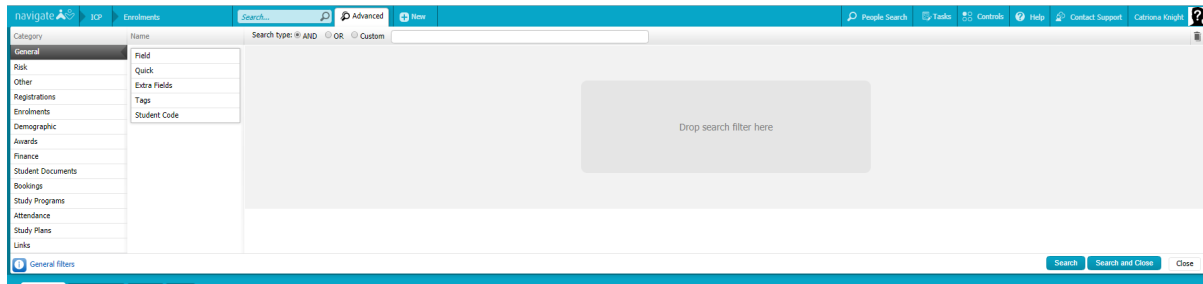 navigate ICP Enrolments Search... Advanced New People Search Tasks Controls Help Contact Support Catriona Knight ?
Category Name Search type: AND OR Custom
General Field
Risk Quick
Other Extra Fields
Registrations Tags
Enrolments Student Code
Demographic
Awards
Finance
Student Documents
Bookings
Study Programs
Attendance
Study Plans
Links
Drop search filter here
General filters Search Search and Close Close